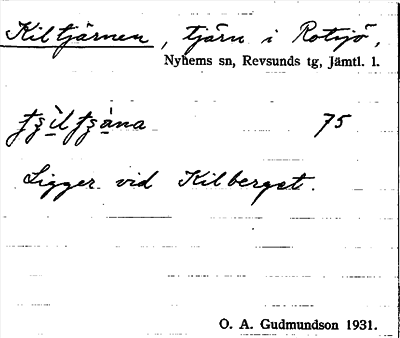 Kiltjärnen, tjärn i Rotsjö,
Nyhems sn, Revsunds tg, Jämtl. l.
75
Ligger vid Kilberget.
O. A. Gudmundson 1931.